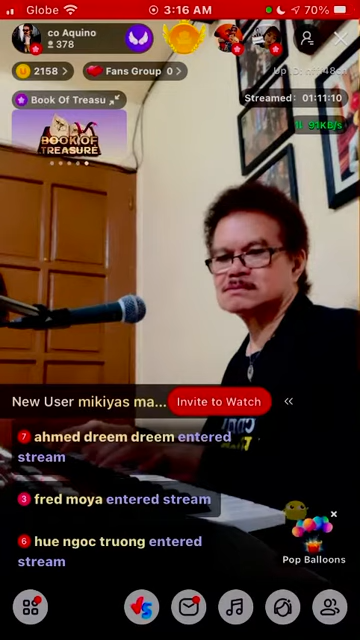 Globe
3:16 AM
70%
co Aquino
378
2158 >
Fans Group 0 >
Book Of Treasu
Streamed: 01:11:10
91KB/s
BOOK OF
TREASURE
New User mikiyas ma...
Invite to Watch
«
7 ahmed dreem dreem entered
stream
3 fred moya entered stream
6 hue ngoc truong entered
stream
Pop Balloons
VS